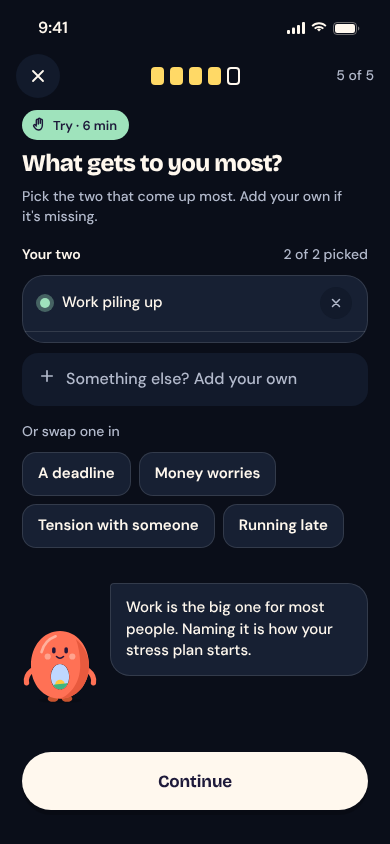 9:41
5 of 5
Try · 6 min
What gets to you most?
Pick the two that come up most. Add your own if
it's missing.
Your two
2 of 2 picked
Work piling up
Something else? Add your own
Or swap one in
A deadline
Money worries
Tension with someone
Running late
Work is the big one for most
people. Naming it is how your
stress plan starts.
Continue